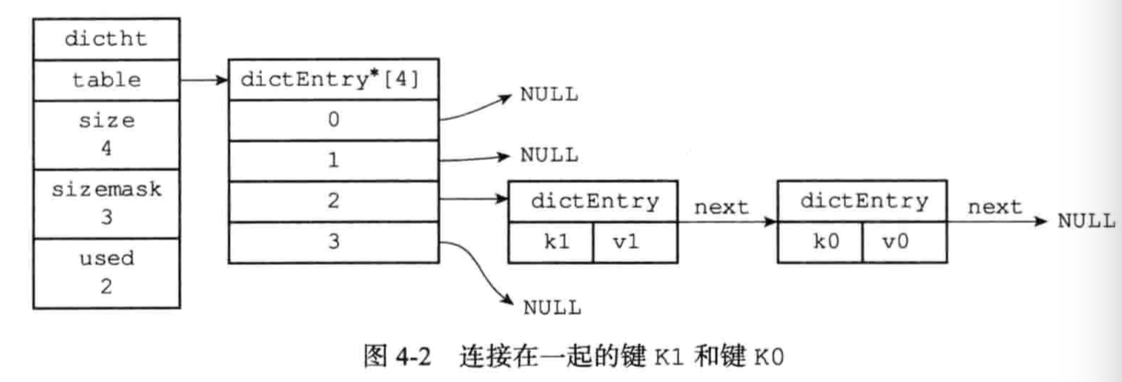 dictht
table
size
4
sizemask
3
used
2
dictEntry*[4]
0
1
2
3
NULL
NULL
dictEntry
k1 v1
next
dictEntry
k0 v0
next
NULL
NULL
图 4-2 连接在一起的键 K1 和键 K0